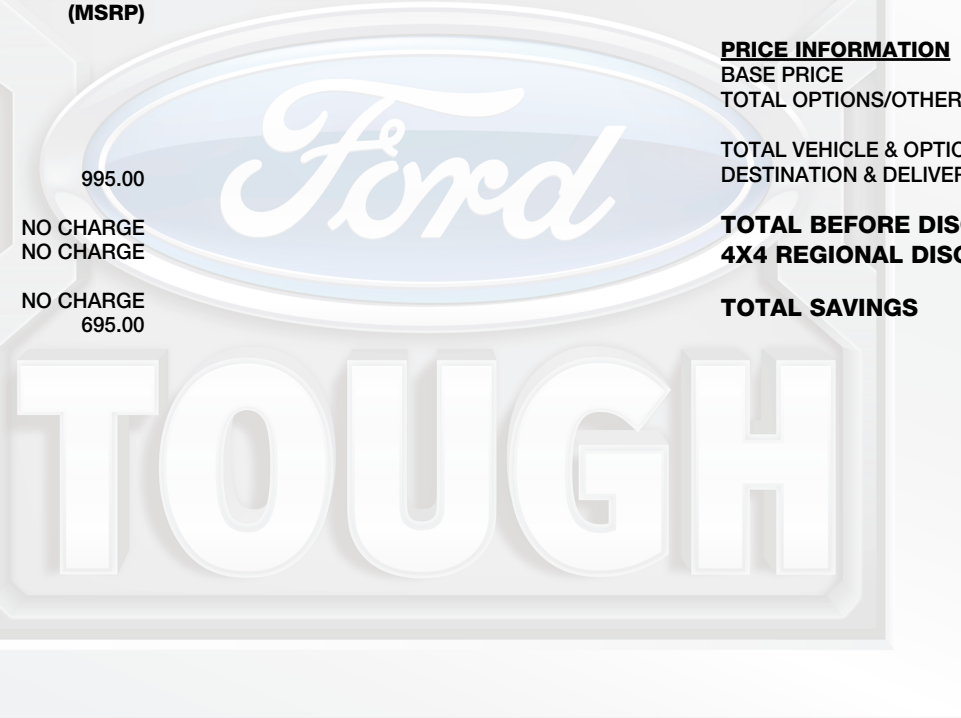 (MSRP)
995.00
NO CHARGE
NO CHARGE
NO CHARGE
695.00
PRICE INFORMATION
BASE PRICE
TOTAL OPTIONS/OTHER
TOTAL VEHICLE & OPTIO
DESTINATION & DELIVER
TOTAL BEFORE DIS
4X4 REGIONAL DISC
TOTAL SAVINGS
Ford
TOUGH